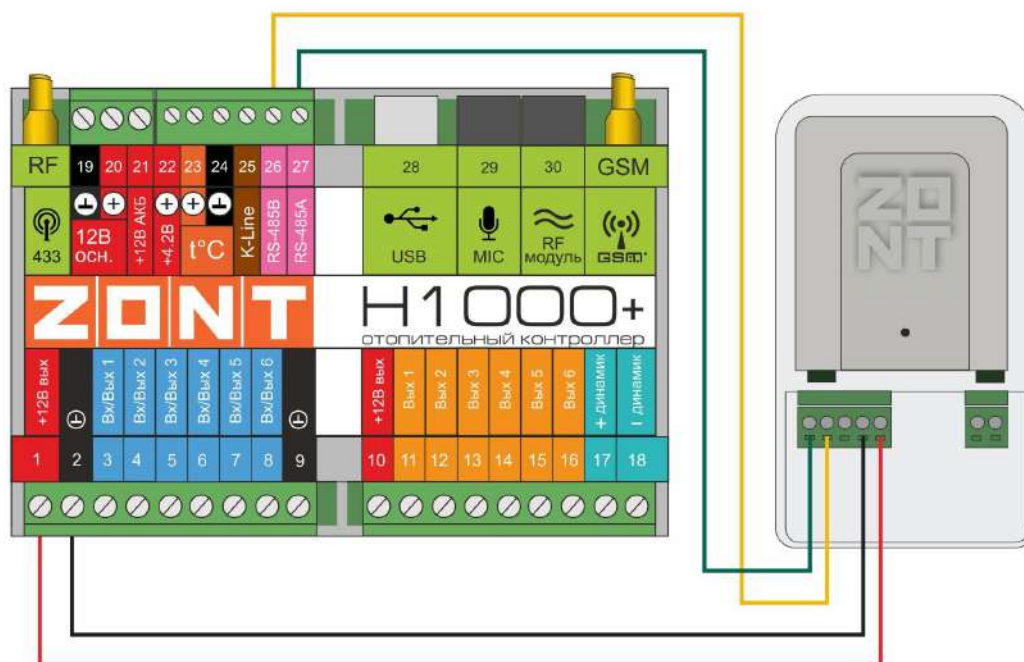 RF
19
20
21
22
23
24
25
26
27
28
29
30
GSM
433
12В
осн.
+12В АКБ
+4.2В
t°C
K-Line
RS-485B
RS-485A
USB
MIC
RF
модуль
GSM
ZONT
H1000+
отопительный контроллер
+12В вых
Вх/Вых 1
Вх/Вых 2
Вх/Вых 3
Вх/Вых 4
Вх/Вых 5
Вх/Вых 6
+12В вых
Вых 1
Вых 2
Вых 3
Вых 4
Вых 5
Вых 6
+ динамик
- динамик
1
2
3
4
5
6
7
8
9
10
11
12
13
14
15
16
17
18
ZO
NT